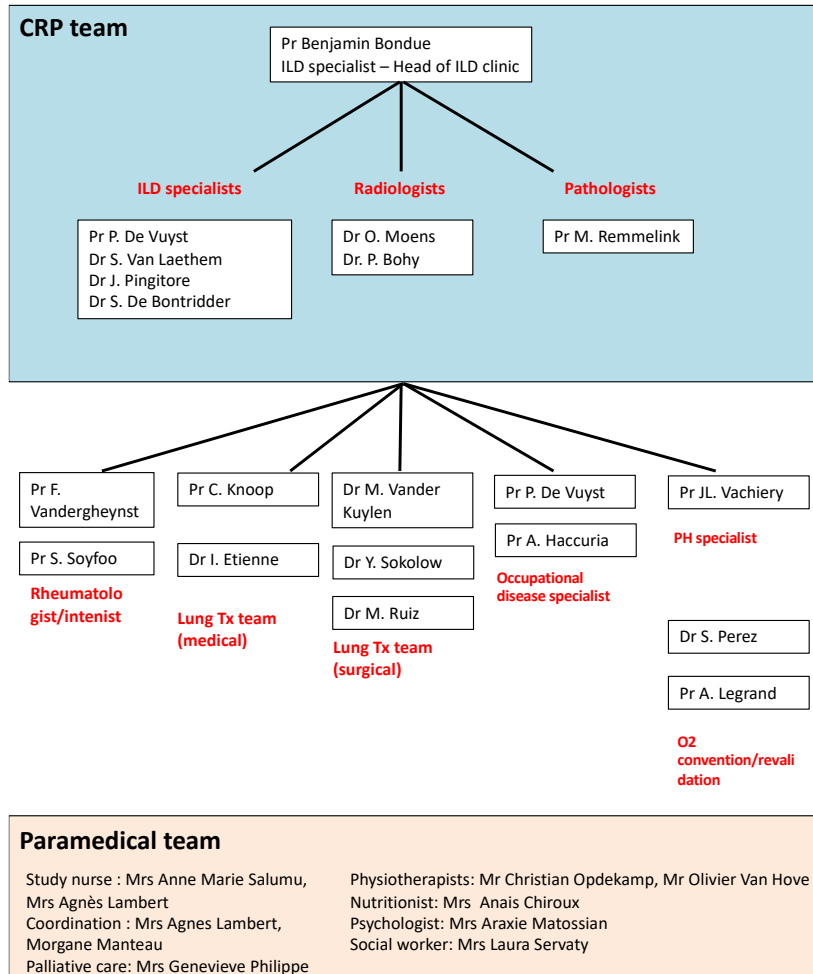 CRP team
Pr Benjamin Bondue
ILD specialist – Head of ILD clinic
ILD specialists
Radiologists
Pathologists
Pr P. De Vuyst
Dr S. Van Laethem
Dr J. Pingitore
Dr S. De Bontridder
Dr O. Moens
Dr. P. Bohy
Pr M. Remmelink
Pr F.
Vandergheynst
Pr S. Soyfoo
Rheumatolo
gist/intenist
Pr C. Knoop
Dr I. Etienne
Lung Tx team
(medical)
Dr M. Vander
Kuylen
Dr Y. Sokolow
Dr M. Ruiz
Lung Tx team
(surgical)
Pr P. De Vuyst
Pr A. Haccuria
Occupational
disease specialist
Pr JL. Vachiery
PH specialist
Dr S. Perez
Pr A. Legrand
O2
convention/revali
dation
Paramedical team
Study nurse : Mrs Anne Marie Salumu,
Mrs Agnès Lambert
Coordination : Mrs Agnes Lambert,
Morgane Manteau
Palliative care: Mrs Genevieve Philippe
Physiotherapists: Mr Christian Opdekamp, Mr Olivier Van Hove
Nutritionist: Mrs  Anais Chiroux
Psychologist: Mrs Araxie Matossian
Social worker: Mrs Laura Servaty